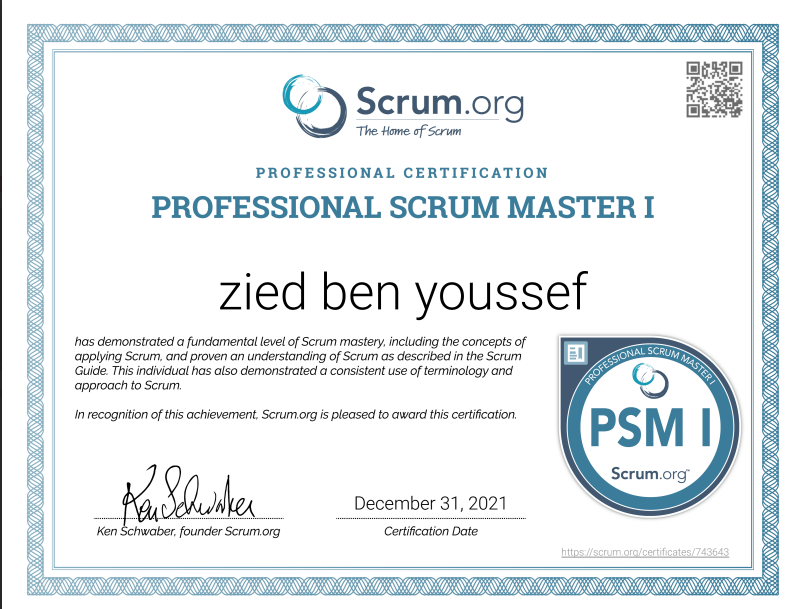 Scrum.org
The Home of Scrum
PROFESSIONAL CERTIFICATION
PROFESSIONAL SCRUM MASTER I
zied ben youssef
has demonstrated a fundamental level of Scrum mastery, including the concepts of
applying Scrum, and proven an understanding of Scrum as described in the Scrum
Guide. This individual has also demonstrated a consistent use of terminology and
approach to Scrum.
In recognition of this achievement, Scrum.org is pleased to award this certification.
PROFESSIONAL SCRUM MASTER I
PSM I
Scrum.org™
Ken Schwaber
December 31, 2021
Ken Schwaber, founder Scrum.org
Certification Date
https://scrum.org/certificates/743643